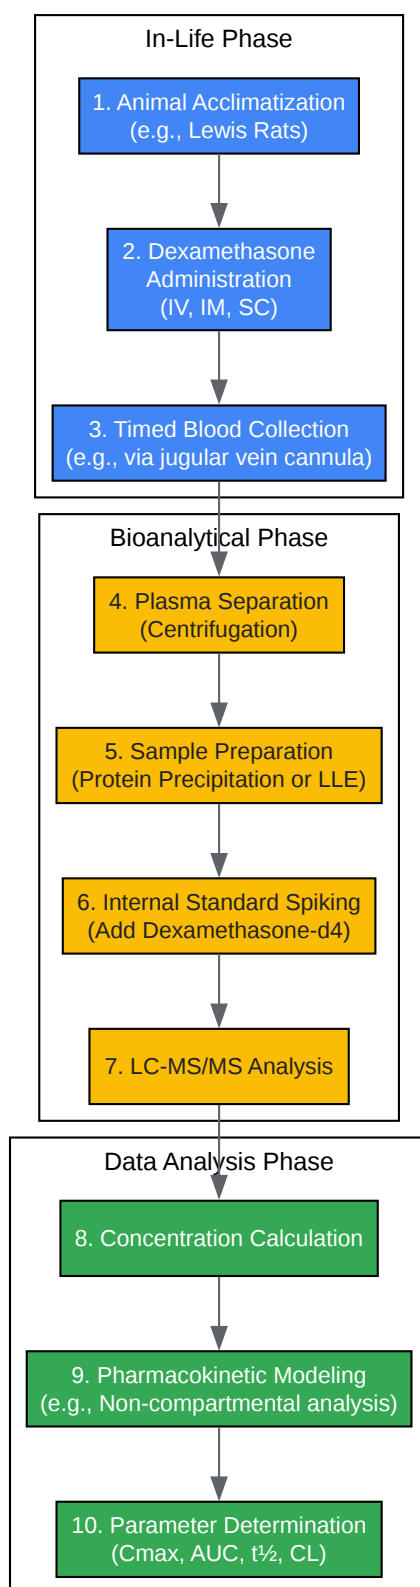 In-Life Phase
1. Animal Acclimatization
(e.g., Lewis Rats)
2. Dexamethasone
Administration
(IV, IM, SC)
3. Timed Blood Collection
(e.g., via jugular vein cannula)
Bioanalytical Phase
4. Plasma Separation
(Centrifugation)
5. Sample Preparation
(Protein Precipitation or LLE)
6. Internal Standard Spiking
(Add Dexamethasone-d4)
7. LC-MS/MS Analysis
Data Analysis Phase
8. Concentration Calculation
9. Pharmacokinetic Modeling
(e.g., Non-compartmental analysis)
10. Parameter Determination
(Cmax, AUC, t½, CL)